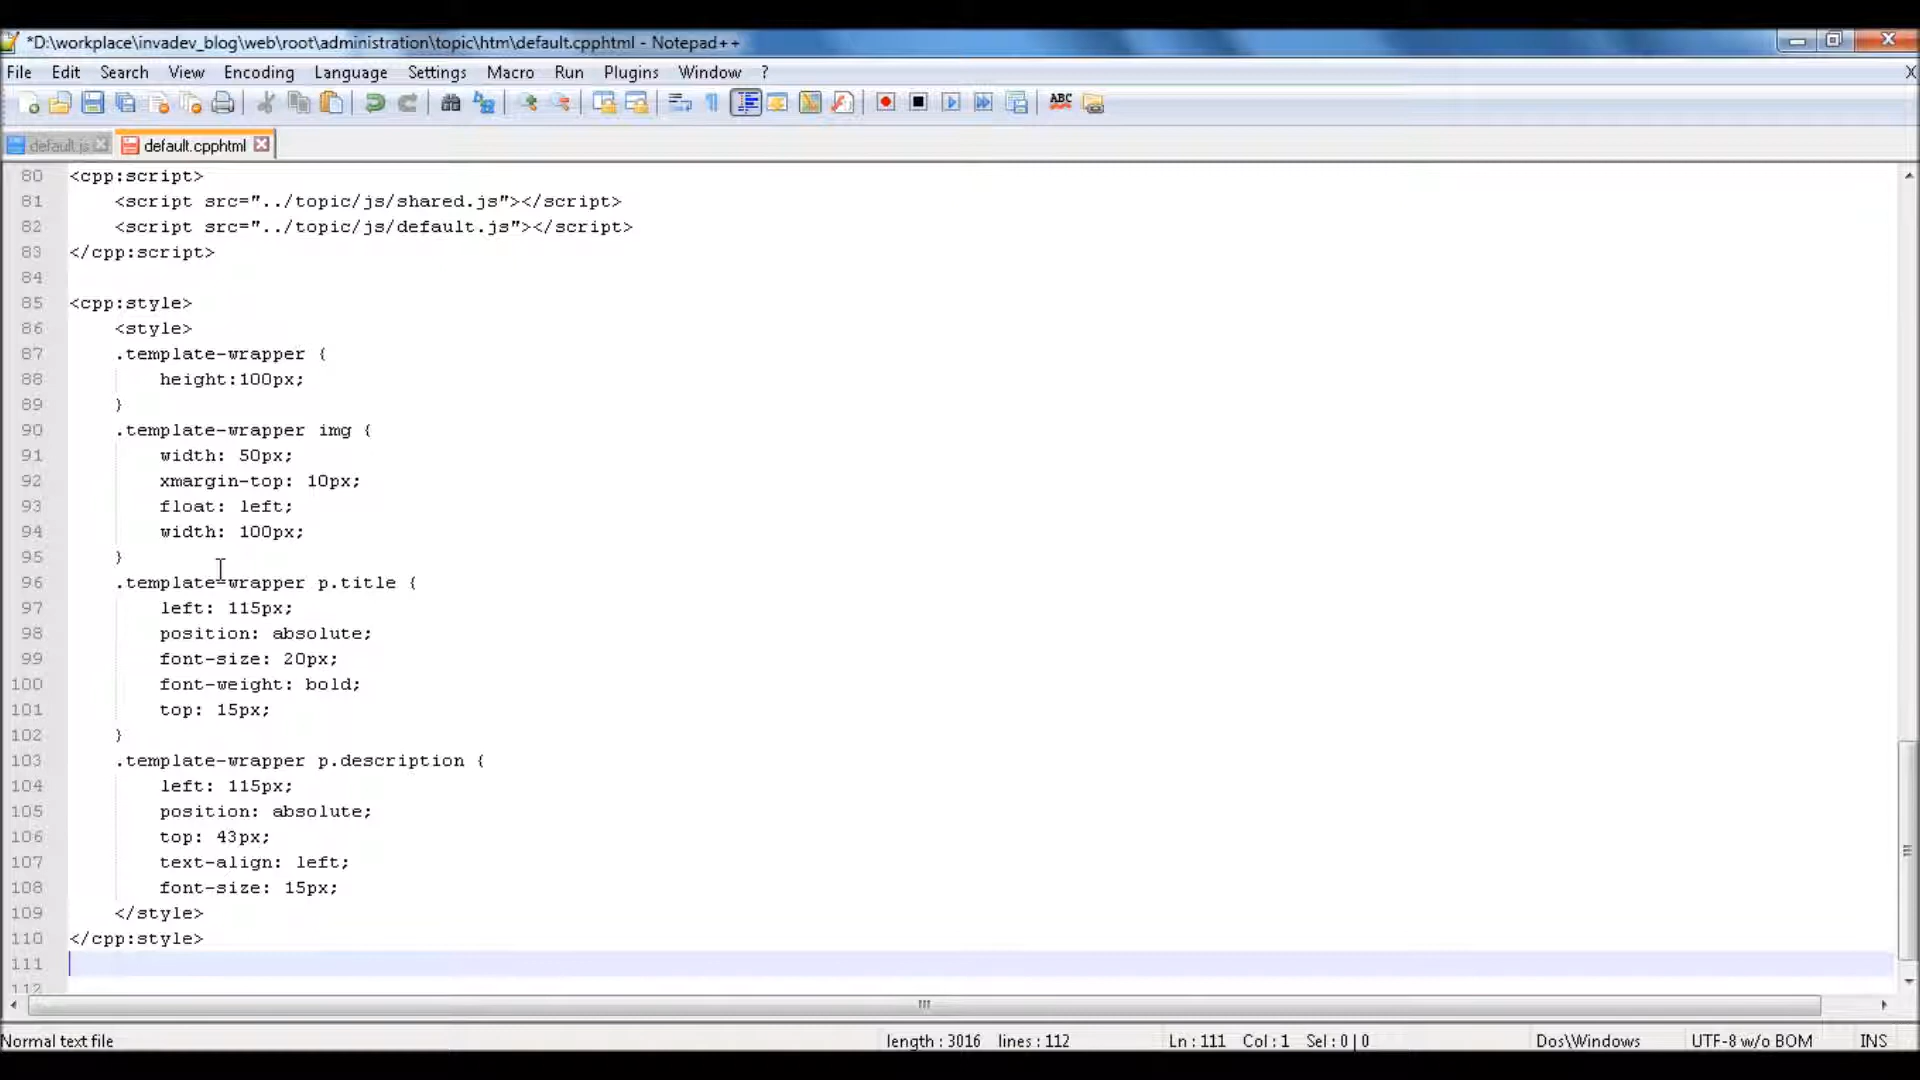 *D:\workplace\invadev_blog\web\root\administration\topic\htm\default.cpphtml - Notepad++
File Edit Search View Encoding Language Settings Macro Run Plugins Window ? X
ABC
default.js default.cpphtml
80 <cpp:script>
81 <script src="../topic/js/shared.js"></script>
82 <script src="../topic/js/default.js"></script>
83 </cpp:script>
84
85 <cpp:style>
86 <style>
87 .template-wrapper {
88 height:100px;
89 }
90 .template-wrapper img {
91 width: 50px;
92 xmargin-top: 10px;
93 float: left;
94 width: 100px;
95 }
96 .template-wrapper p.title {
97 left: 115px;
98 position: absolute;
99 font-size: 20px;
100 font-weight: bold;
101 top: 15px;
102 }
103 .template-wrapper p.description {
104 left: 115px;
105 position: absolute;
106 top: 43px;
107 text-align: left;
108 font-size: 15px;
109 </style>
110 </cpp:style>
111
112
Normal text file length : 3016 lines : 112 Ln : 111 Col : 1 Sel : 0 | 0 Dos\Windows UTF-8 w/o BOM INS